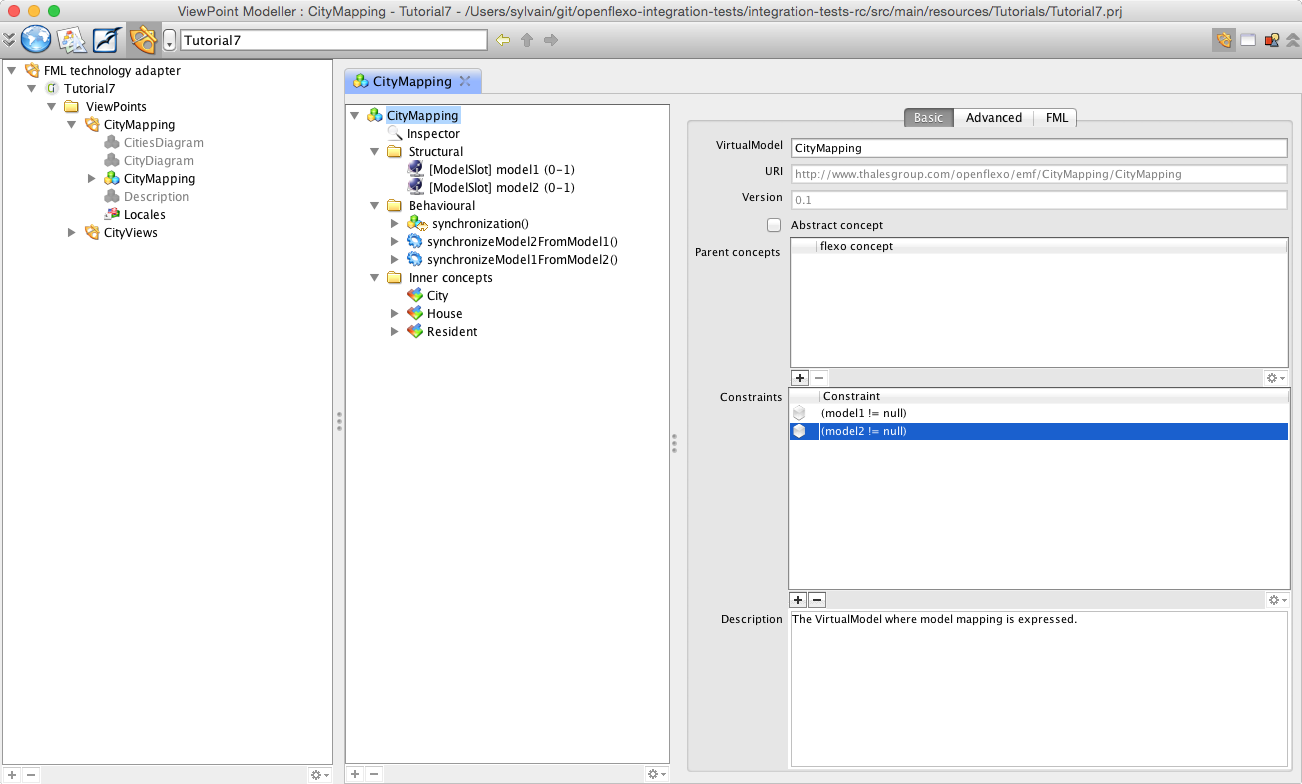 ViewPoint Modeller : CityMapping - Tutorial7 - /Users/sylvain/git/openflexo-integration-tests/integration-tests-rc/src/main/resources/Tutorials/Tutorial7.prj
Tutorial7
FML technology adapter
Tutorial7
ViewPoints
CityMapping
CitiesDiagram
CityDiagram
CityMapping
Description
Locales
CityViews
CityMapping
CityMapping
Inspector
Structural
[ModelSlot] model1 (0-1)
[ModelSlot] model2 (0-1)
Behavioural
synchronization()
synchronizeModel2FromModel1()
synchronizeModel1FromModel2()
Inner concepts
City
House
Resident
Basic Advanced FML
VirtualModel CityMapping
URI http://www.thalesgroup.com/openflexo/emf/CityMapping/CityMapping
Version 0.1
Abstract concept
Parent concepts flexo concept
Constraints Constraint
(model1 != null)
(model2 != null)
Description The VirtualModel where model mapping is expressed.